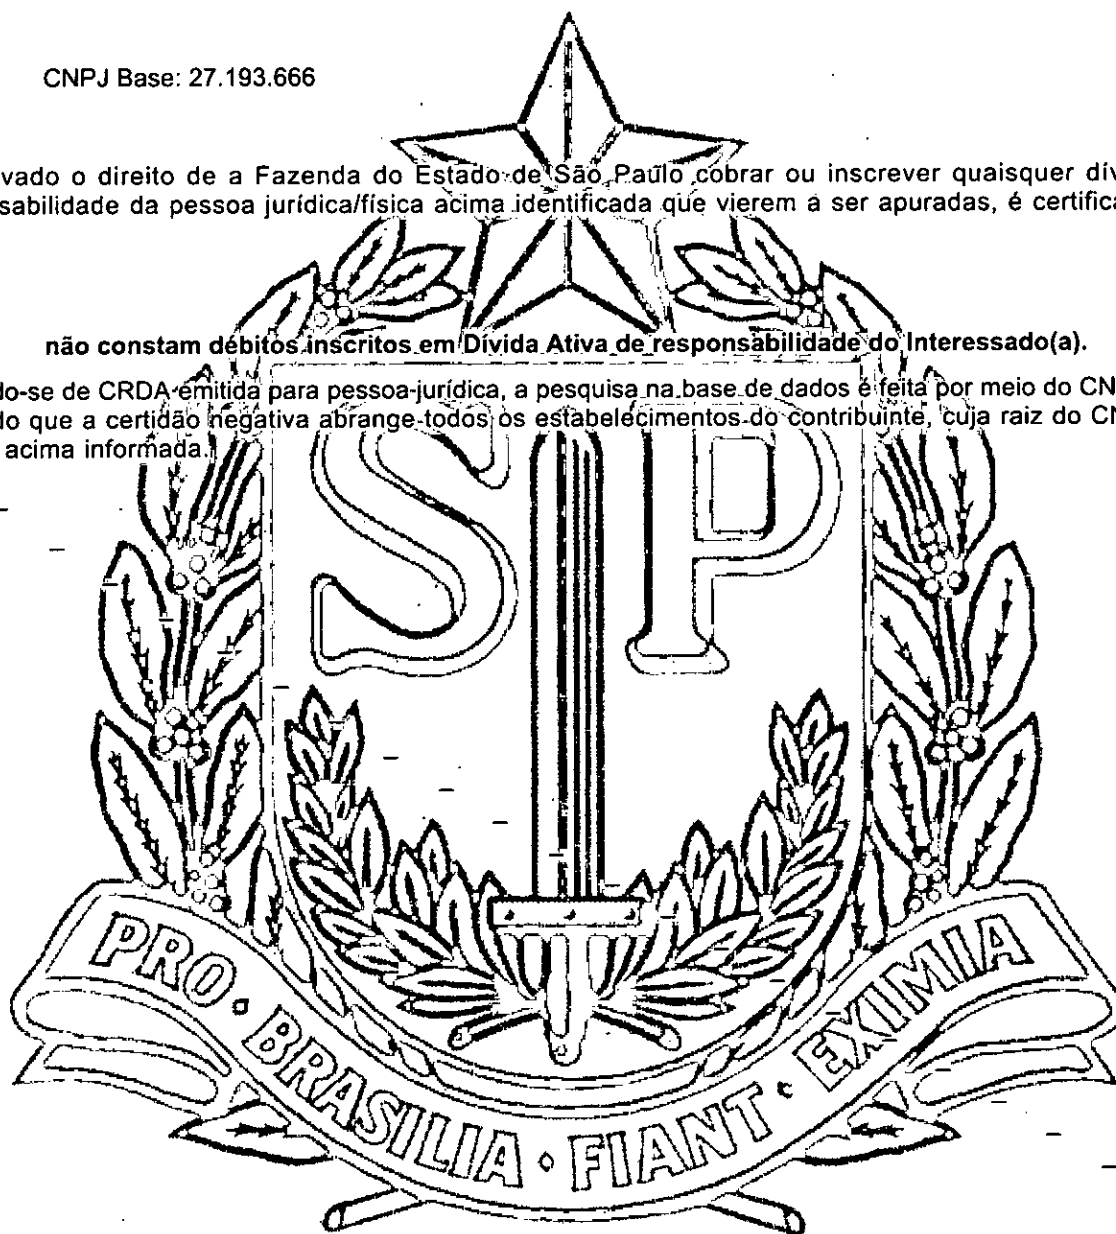 CNPJ Base: 27.193.666
vado o direito de a Fazenda do Estado de São Paulo cobrar ou inscrever quaisquer dív
sabilidade da pessoa jurídica/física acima identificada que vierem a ser apuradas, é certifica
não constam débitos inscritos em Dívida Ativa de responsabilidade do Interessado(a).
do-se de CRDA emitida para pessoa jurídica, a pesquisa na base de dados é feita por meio do CN
do que a certidão negativa abrange todos os estabelecimentos do contribuinte, cuja raiz do CN
acima informada.
SP
PRO • BRASILIA • FIANT • EXIMIA